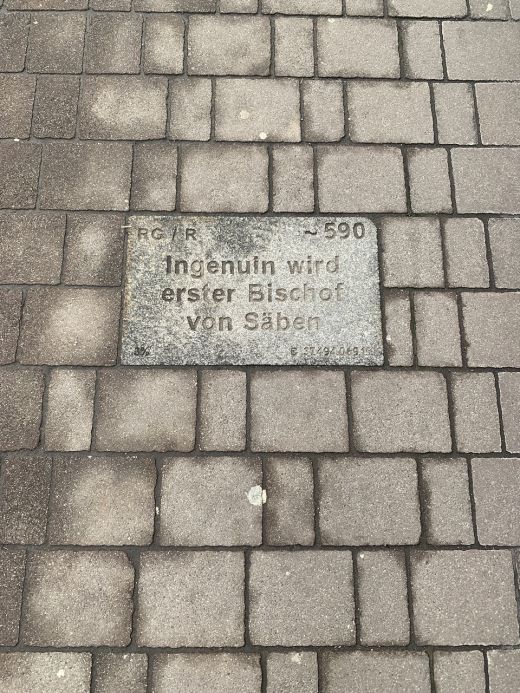 RG / R ~590
Ingenuin wird
erster Bischof
von Säben